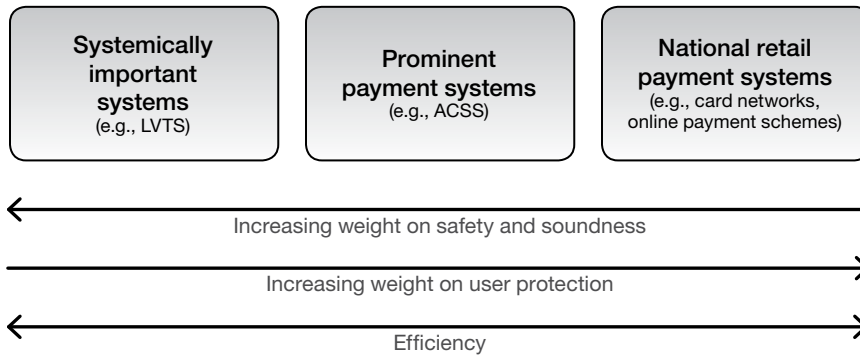 Systemically
important
systems
(e.g., LVTS)
Prominent
payment systems
(e.g., ACSS)
National retail
payment systems
(e.g., card networks,
online payment schemes)
Increasing weight on safety and soundness
Increasing weight on user protection
Efficiency